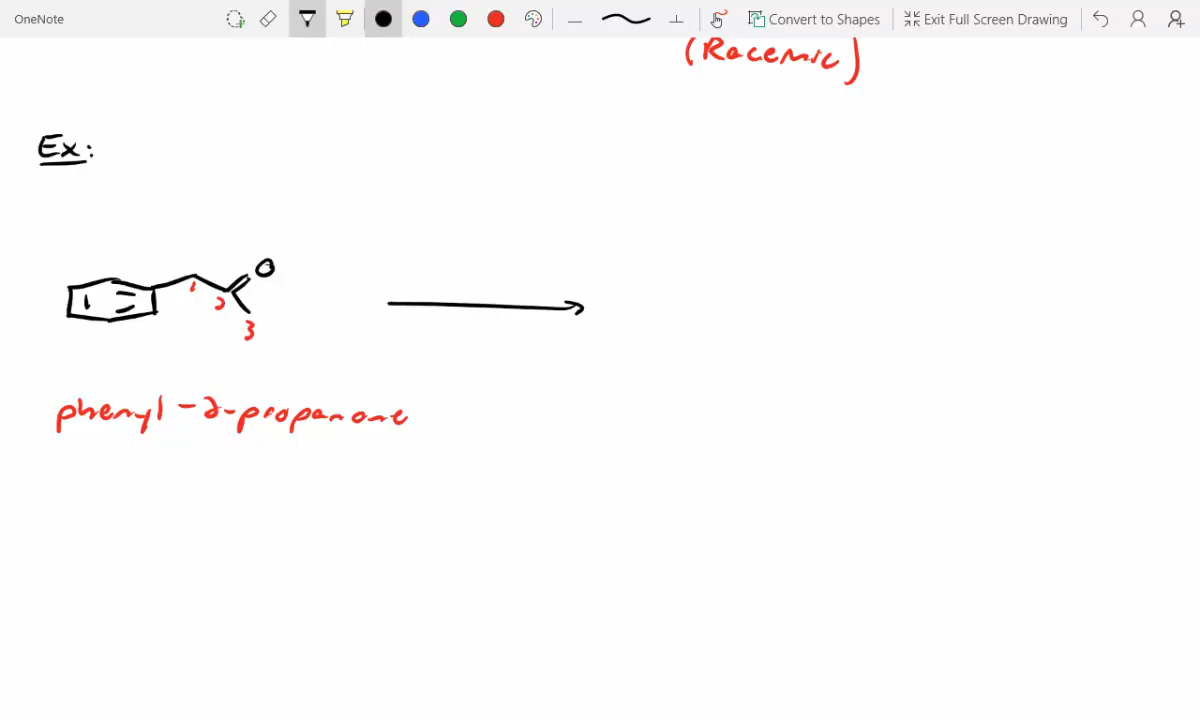 OneNote
Convert to Shapes
Exit Full Screen Drawing
(Racemic)
Ex:
O
1
2
3
phenyl-2-propanone